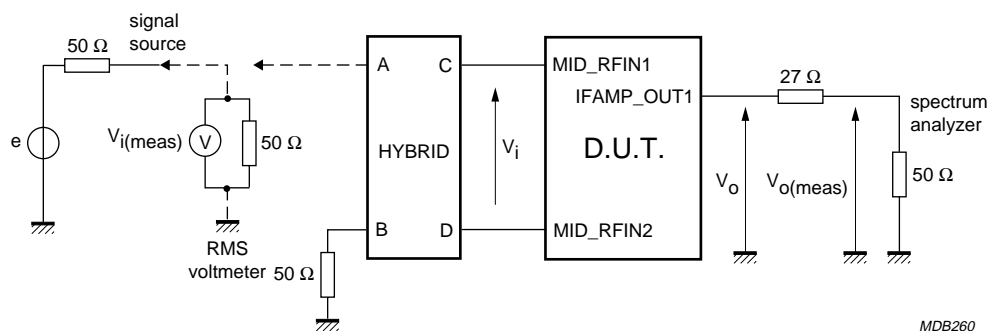 signal
source
50 Ω
e
V i(meas)
V
50 Ω
RMS
voltmeter
A
C
HYBRID
B
D
50 Ω
V i
MID_RFIN1
IFAMP_OUT1
D.U.T.
MID_RFIN2
27 Ω
V o
V o(meas)
spectrum
analyzer
50 Ω
MDB260